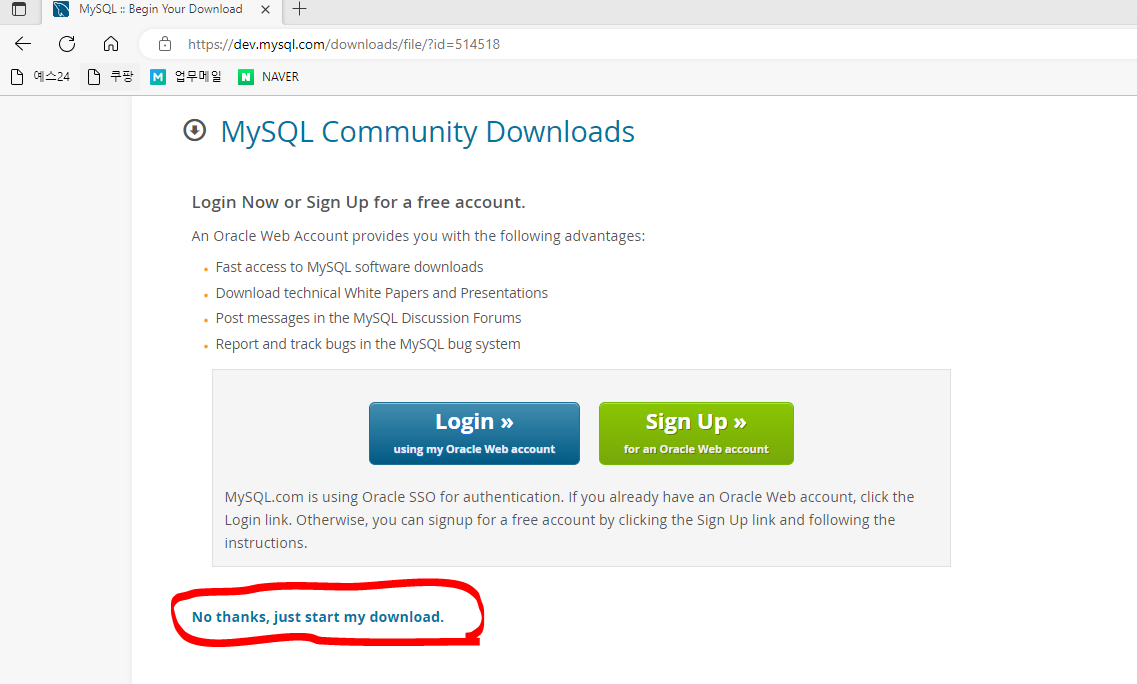 MySQL :: Begin Your Download
https://dev.mysql.com/downloads/file/?id=514518
예스24 쿠팡 M 업무메일 N NAVER
MySQL Community Downloads
Login Now or Sign Up for a free account.
An Oracle Web Account provides you with the following advantages:
Fast access to MySQL software downloads
Download technical White Papers and Presentations
Post messages in the MySQL Discussion Forums
Report and track bugs in the MySQL bug system
Login » Sign Up »
using my Oracle Web account for an Oracle Web account
MySQL.com is using Oracle SSO for authentication. If you already have an Oracle Web account, click the
Login link. Otherwise, you can signup for a free account by clicking the Sign Up link and following the
instructions.
No thanks, just start my download.